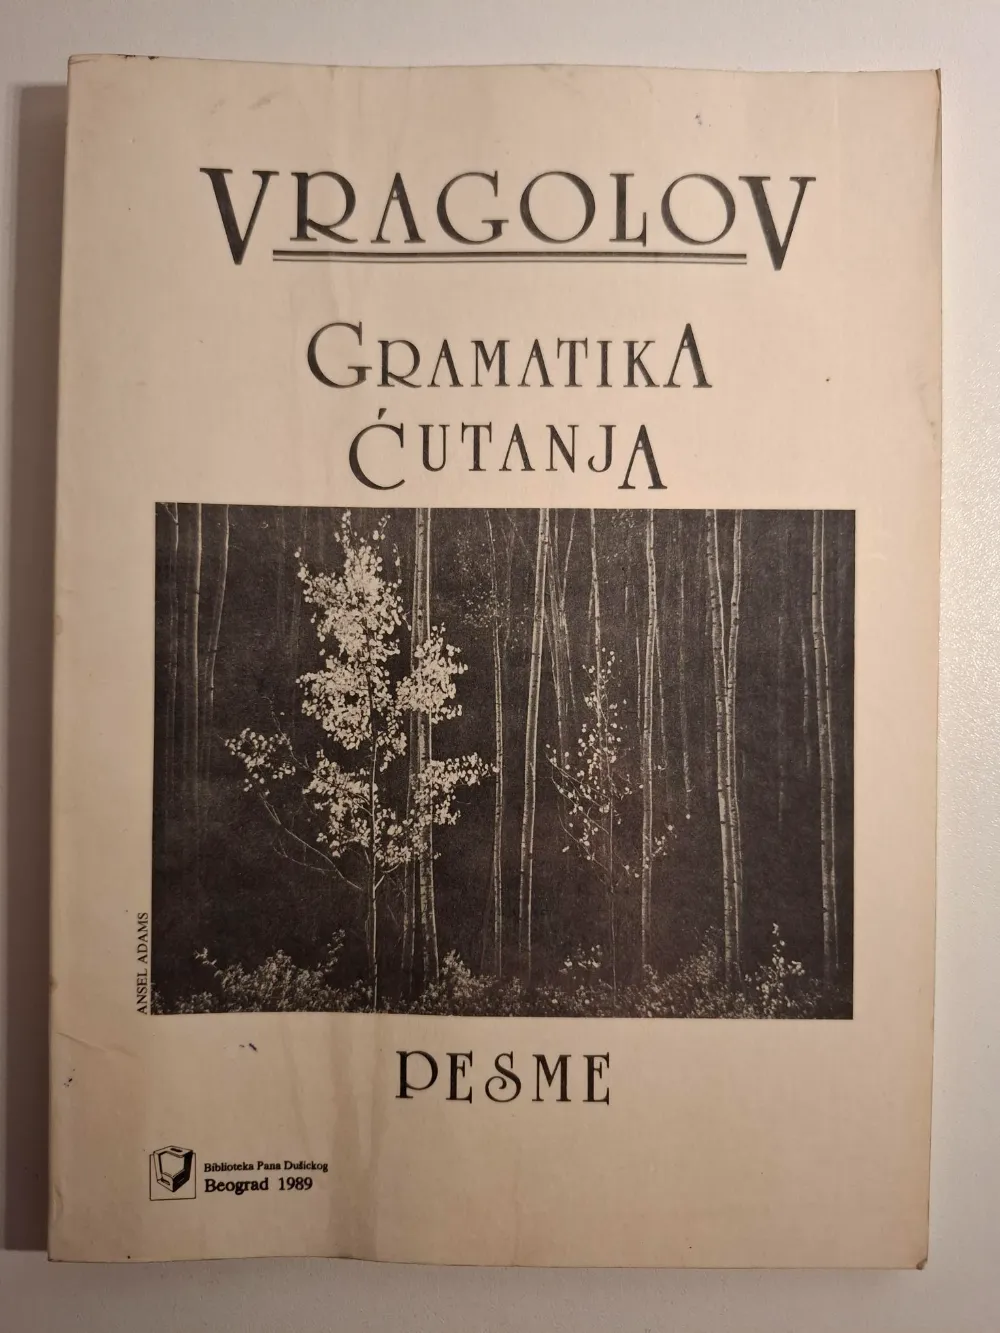 VRAGOLOV
GRAMATIKA
ĆUTANJA
ANSEL ADAMS
PESME
Biblioteka Pana Dušickog
Beograd 1989